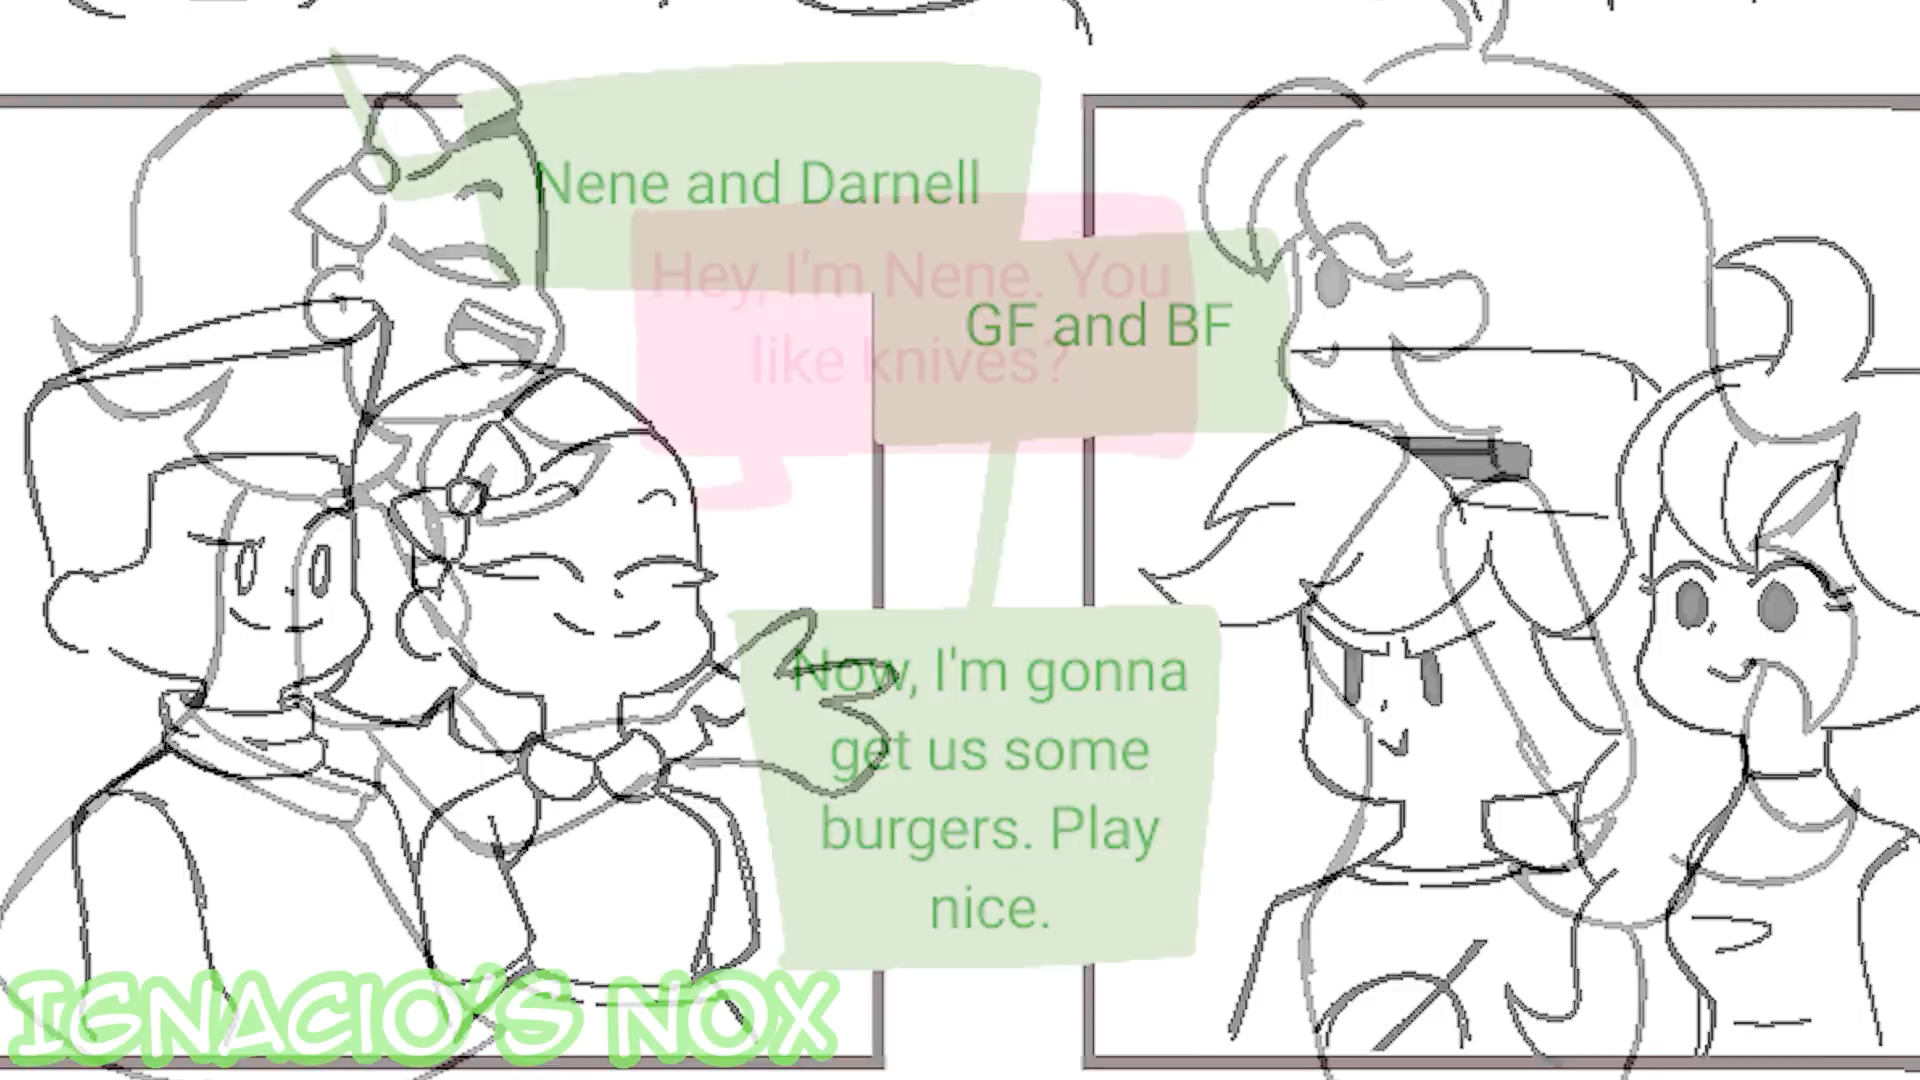 Nene and Darnell
Hey, I'm Nene. You
like knives?
GF and BF
Now, I'm gonna
get us some
burgers. Play
nice.
IGNACIO'S NOX